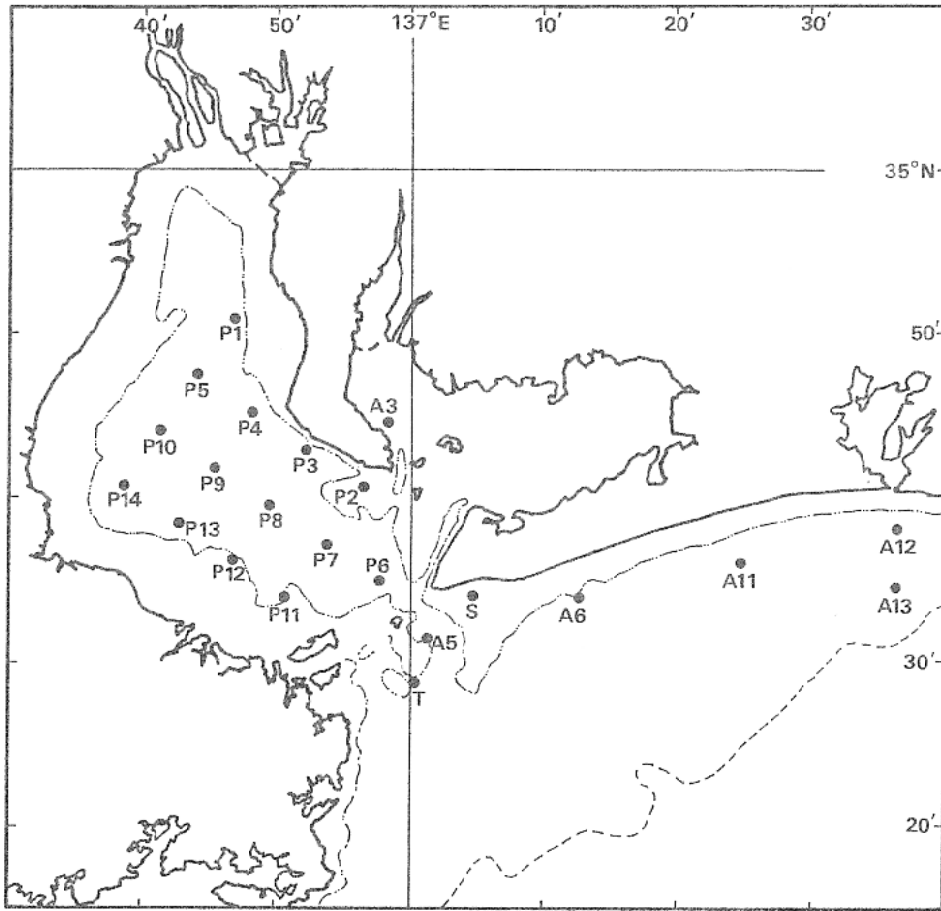 40′ 50′ 137°E 10′ 20′ 30′
35°N
P1 50′
P5
P4 A3
P10
P3
P14 P9 P2
P13 P8
A12
P7
P12 P6 A11
P11 S A6 A13
A5
30′
T
20′